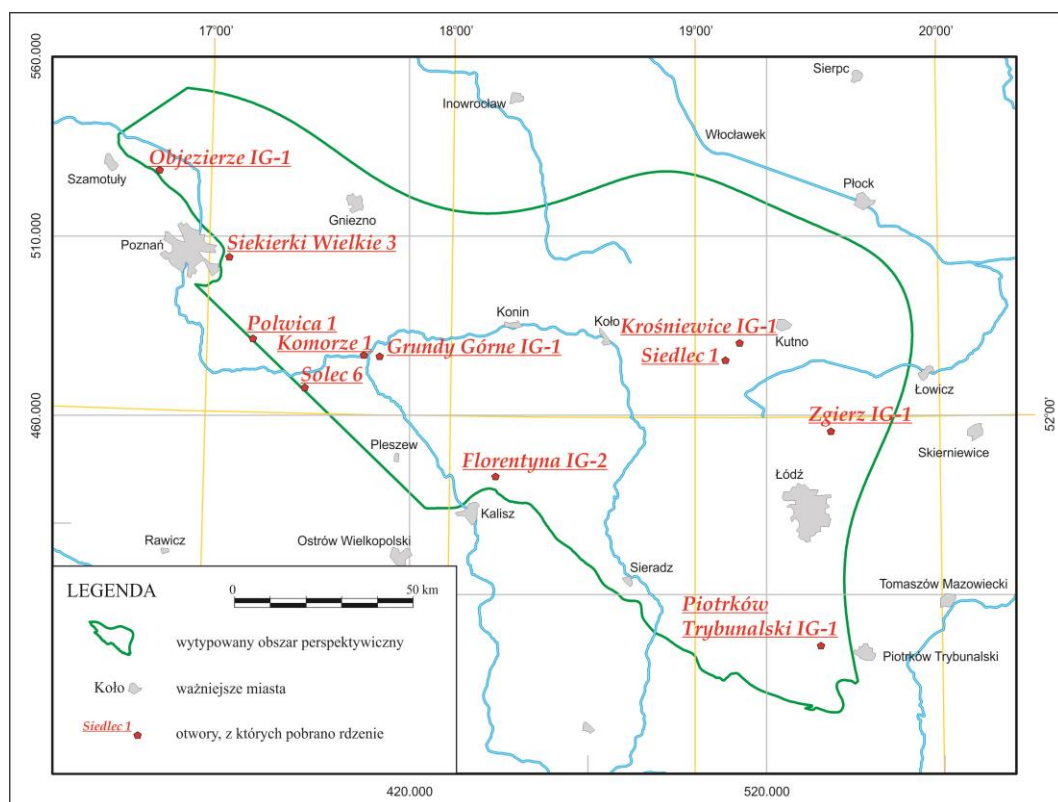 17°00'
18°00'
19°00'
20°00'
560.000
510.000
460.000
Sierpc
Inowrocław
Włocławek
Objezierze IG-1
Szamotuły
Płock
Gniezno
Poznań
Siekierki Wielkie 3
Konin
Koło
Polwica 1
Komorze 1
Grundy Górne IG-1
Krośniewice IG-1
Kutno
Siedlec 1
Solec 6
Łowicz
52°00'
Zgierz IG-1
Pleszew
Skierniewice
Florentyna IG-2
Łódź
Kalisz
Rawicz
Ostrów Wielkopolski
Sieradz
Tomaszów Mazowiecki
Piotrków
Trybunalski IG-1
Piotrków Trybunalski
LEGENDA
0
50 km
wytypowany obszar perspektywiczny
Koło
ważniejsze miasta
Siedlec 1
otwory, z których pobrano rdzenie
420.000
520.000